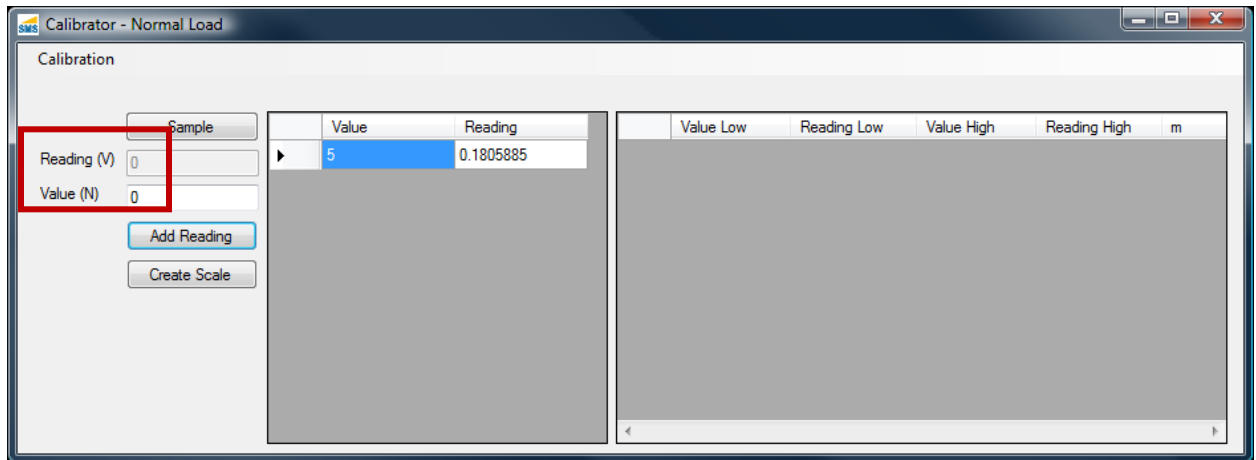 SMS Calibrator - Normal Load
Calibration
Sample
Reading (V) 0
Value (N) 0
Add Reading
Create Scale
Value Reading
5 0.1805885
Value Low Reading Low Value High Reading High m